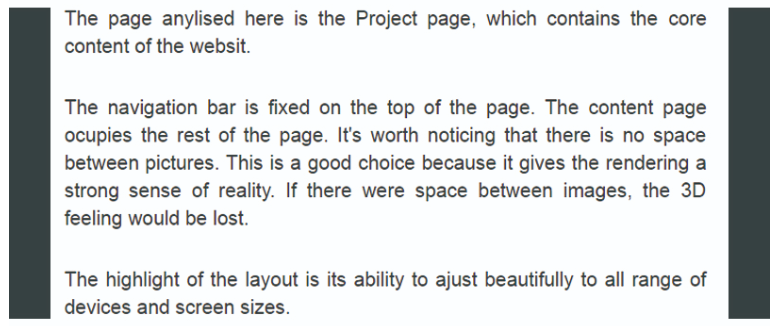 The page anylised here is the Project page, which contains the core
content of the websit.
The navigation bar is fixed on the top of the page. The content page
ocupies the rest of the page. It's worth noticing that there is no space
between pictures. This is a good choice because it gives the rendering a
strong sense of reality. If there were space between images, the 3D
feeling would be lost.
The highlight of the layout is its ability to ajust beautifully to all range of
devices and screen sizes.